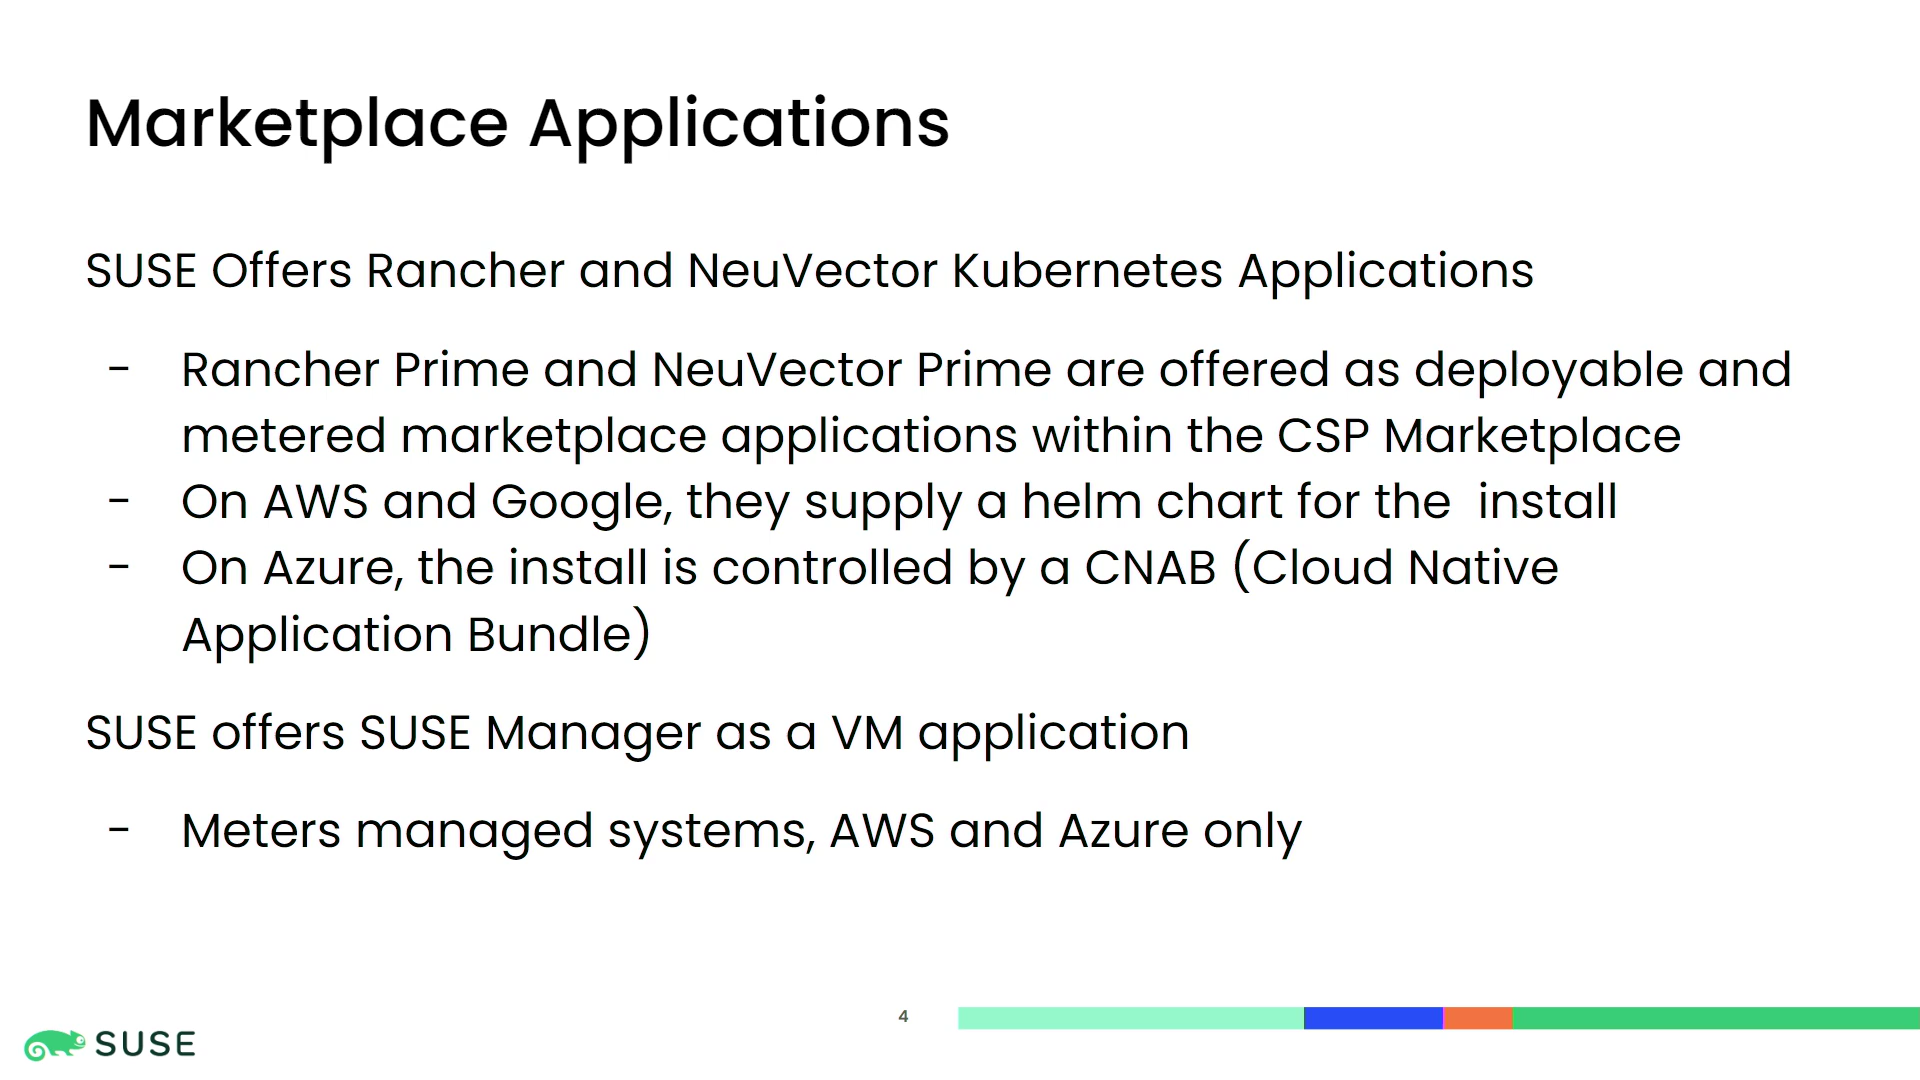 Marketplace Applications
SUSE Offers Rancher and NeuVector Kubernetes Applications
- Rancher Prime and NeuVector Prime are offered as deployable and
metered marketplace applications within the CSP Marketplace
- On AWS and Google, they supply a helm chart for the  install
- On Azure, the install is controlled by a CNAB (Cloud Native
Application Bundle)
SUSE offers SUSE Manager as a VM application
- Meters managed systems, AWS and Azure only
4
SUSE